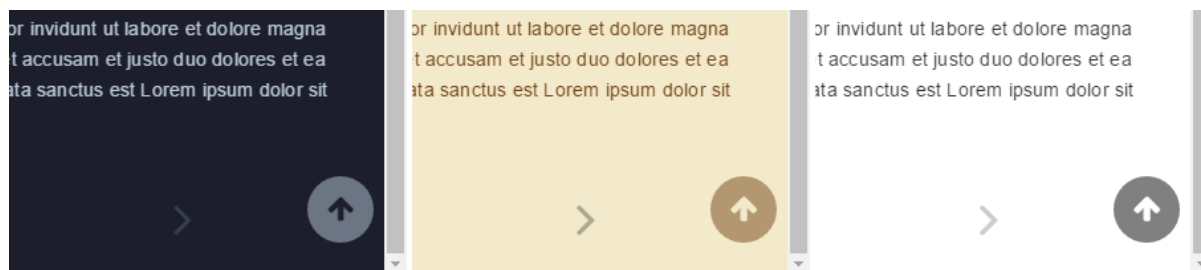 or invidunt ut labore et dolore magna
t accusam et justo duo dolores et ea
ata sanctus est Lorem ipsum dolor sit
or invidunt ut labore et dolore magna
t accusam et justo duo dolores et ea
ata sanctus est Lorem ipsum dolor sit
or invidunt ut labore et dolore magna
t accusam et justo duo dolores et ea
ata sanctus est Lorem ipsum dolor sit